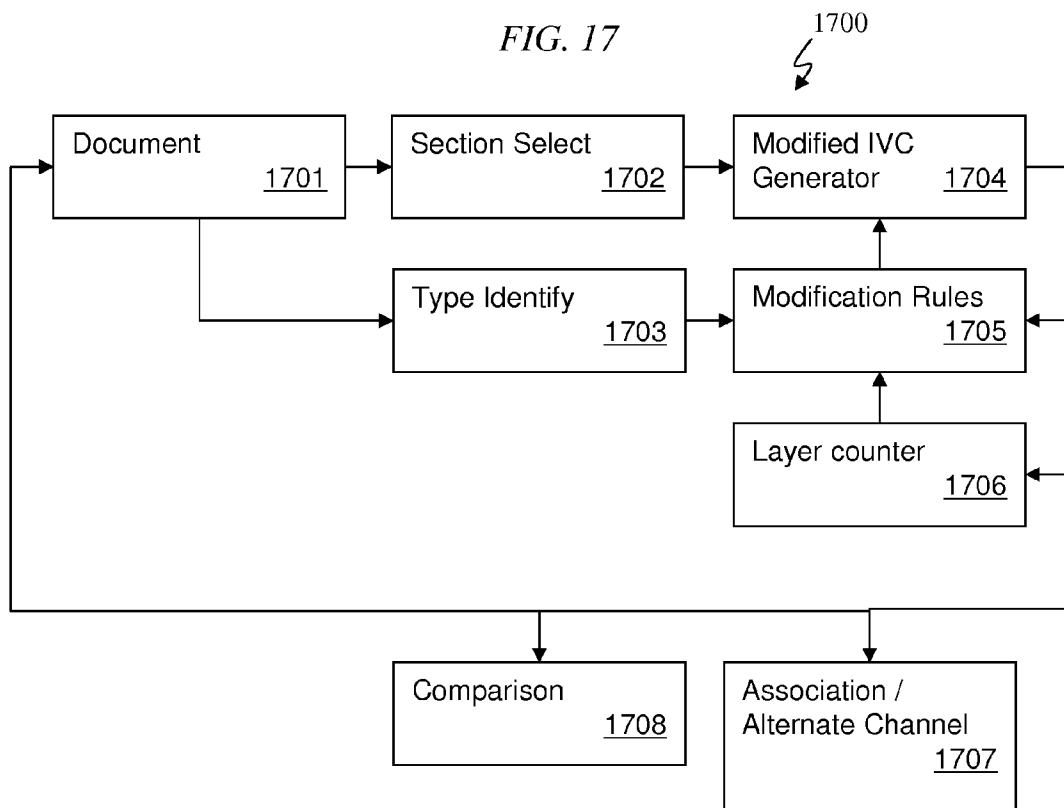 FIG. 17
1700
Document
1701
Section Select
1702
Modified IVC
Generator
1704
Type Identify
1703
Modification Rules
1705
Layer counter
1706
Comparison
1708
Association /
Alternate Channel
1707